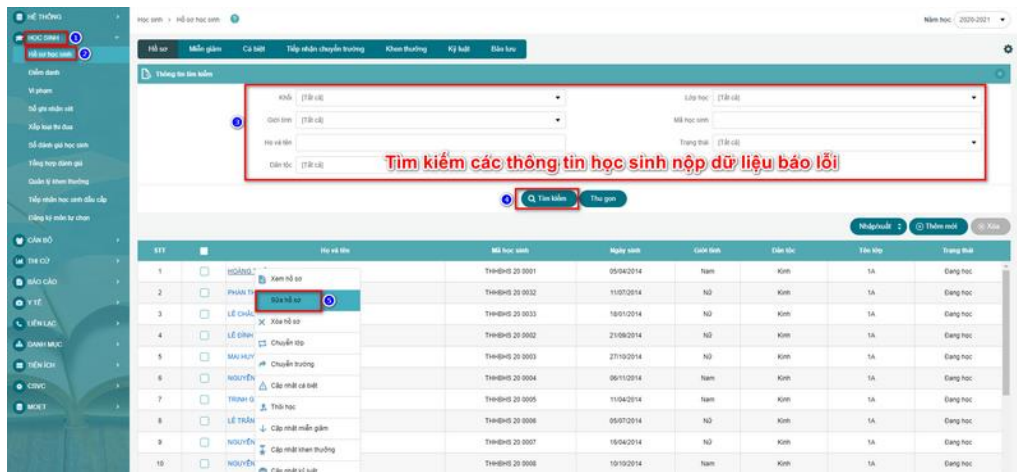 HỆ THỐNG
Học sinh › Hồ sơ học sinh ?
Năm học 2020-2021
HỌC SINH 1
Hồ sơ học sinh 2
Điểm danh
Vi phạm
Sổ ghi nhận xét
Xếp loại thi đua
Sổ đánh giá học sinh
Tổng hợp đánh giá
Quản lý khen thưởng
Tiếp nhận học sinh đầu cấp
Đăng ký môn tự chọn
CÁN BỘ
THI CỬ
BÁO CÁO
Y TẾ
LIÊN LẠC
DANH MỤC
TIỆN ÍCH
CSVC
MOET
Hồ sơ Miễn giảm Cá biệt Tiếp nhận chuyển trường Khen thưởng Kỷ luật Bảo lưu
Thông tin tìm kiếm
Khối [Tất cả] Lớp học [Tất cả]
3 Giới tính [Tất cả] Mã học sinh
Họ và tên Trạng thái [Tất cả]
Dân tộc [Tất cả]
Tìm kiếm các thông tin học sinh nộp dữ liệu báo lỗi
4 Tìm kiếm Thu gọn
Nhập/xuất Thêm mới Xóa
STT Họ và tên Mã học sinh Ngày sinh Giới tính Dân tộc Tên lớp Trạng thái
1 HOÀNG THHBHS 20 0001 05/04/2014 Nam Kinh 1A Đang học
2 PHAN TH THHBHS 20 0032 11/07/2014 Nữ Kinh 1A Đang học
3 LÊ CHÂU THHBHS 20 0033 18/01/2014 Nữ Kinh 1A Đang học
4 LÊ ĐÌNH THHBHS 20 0002 21/09/2014 Nữ Kinh 1A Đang học
5 MAI HUY THHBHS 20 0003 27/10/2014 Nữ Kinh 1A Đang học
6 NGUYỄN THHBHS 20 0004 06/11/2014 Nam Kinh 1A Đang học
7 TRỊNH G THHBHS 20 0005 11/04/2014 Nam Kinh 1A Đang học
8 LÊ TRẦN THHBHS 20 0006 05/07/2014 Nữ Kinh 1A Đang học
9 NGUYỄN THHBHS 20 0007 16/04/2014 Nữ Kinh 1A Đang học
10 NGUYỄN THHBHS 20 0008 10/10/2014 Nam Kinh 1A Đang học
Xem hồ sơ
Sửa hồ sơ 5
Xóa hồ sơ
Chuyển lớp
Chuyển trường
Cập nhật cá biệt
Thôi học
Cập nhật miễn giảm
Cập nhật khen thưởng
Cập nhật kỷ luật